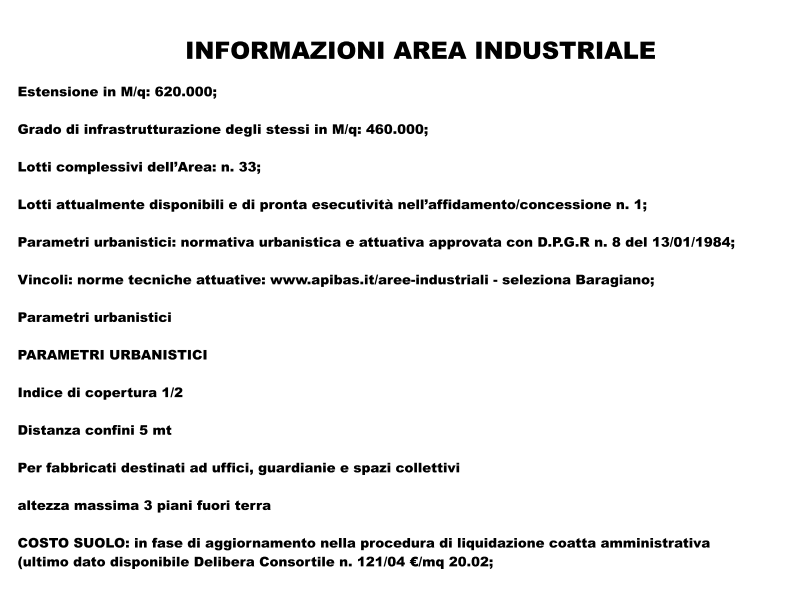 INFORMAZIONI AREA INDUSTRIALE
Estensione in M/q: 620.000;
Grado di infrastrutturazione degli stessi in M/q: 460.000;
Lotti complessivi dell’Area: n. 33;
Lotti attualmente disponibili e di pronta esecutività nell’affidamento/concessione n. 1;
Parametri urbanistici: normativa urbanistica e attuativa approvata con D.P.G.R n. 8 del 13/01/1984;
Vincoli: norme tecniche attuative: www.apibas.it/aree-industriali - seleziona Baragiano;
Parametri urbanistici
PARAMETRI URBANISTICI
Indice di copertura 1/2
Distanza confini 5 mt
Per fabbricati destinati ad uffici, guardianie e spazi collettivi
altezza massima 3 piani fuori terra
COSTO SUOLO: in fase di aggiornamento nella procedura di liquidazione coatta amministrativa
(ultimo dato disponibile Delibera Consortile n. 121/04 €/mq 20.02;